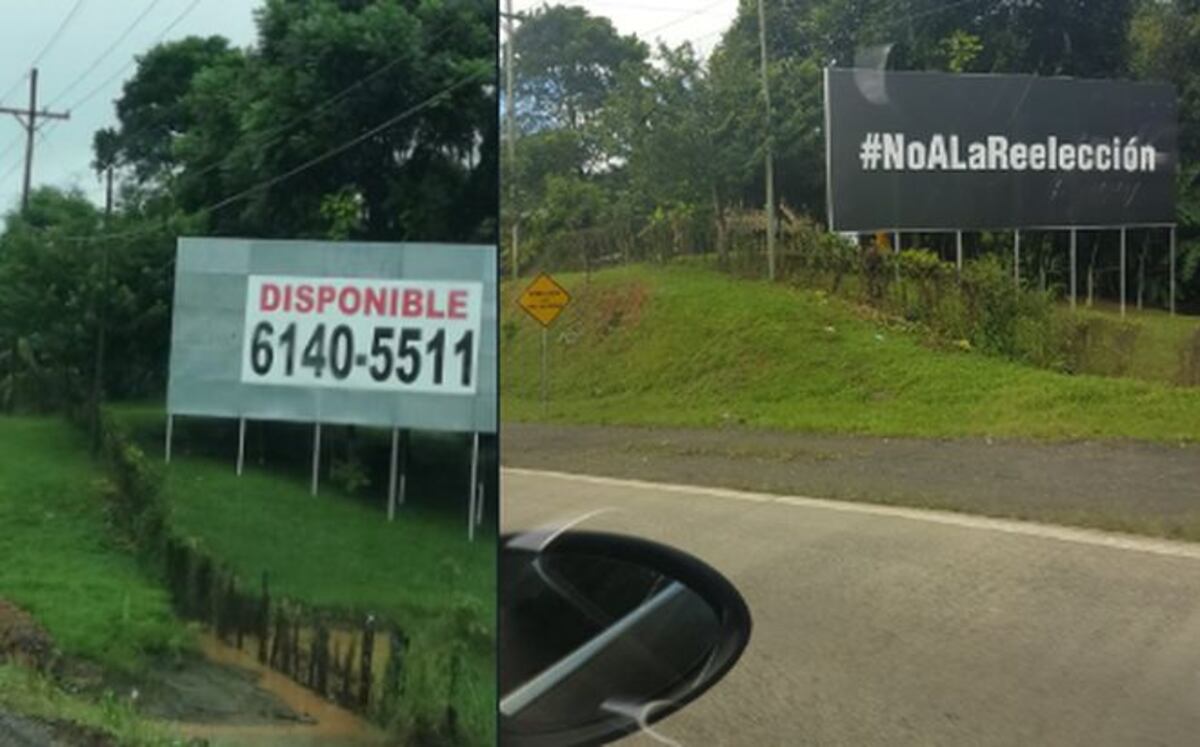 DISPONIBLE
6140-5511
#NoALaReelección